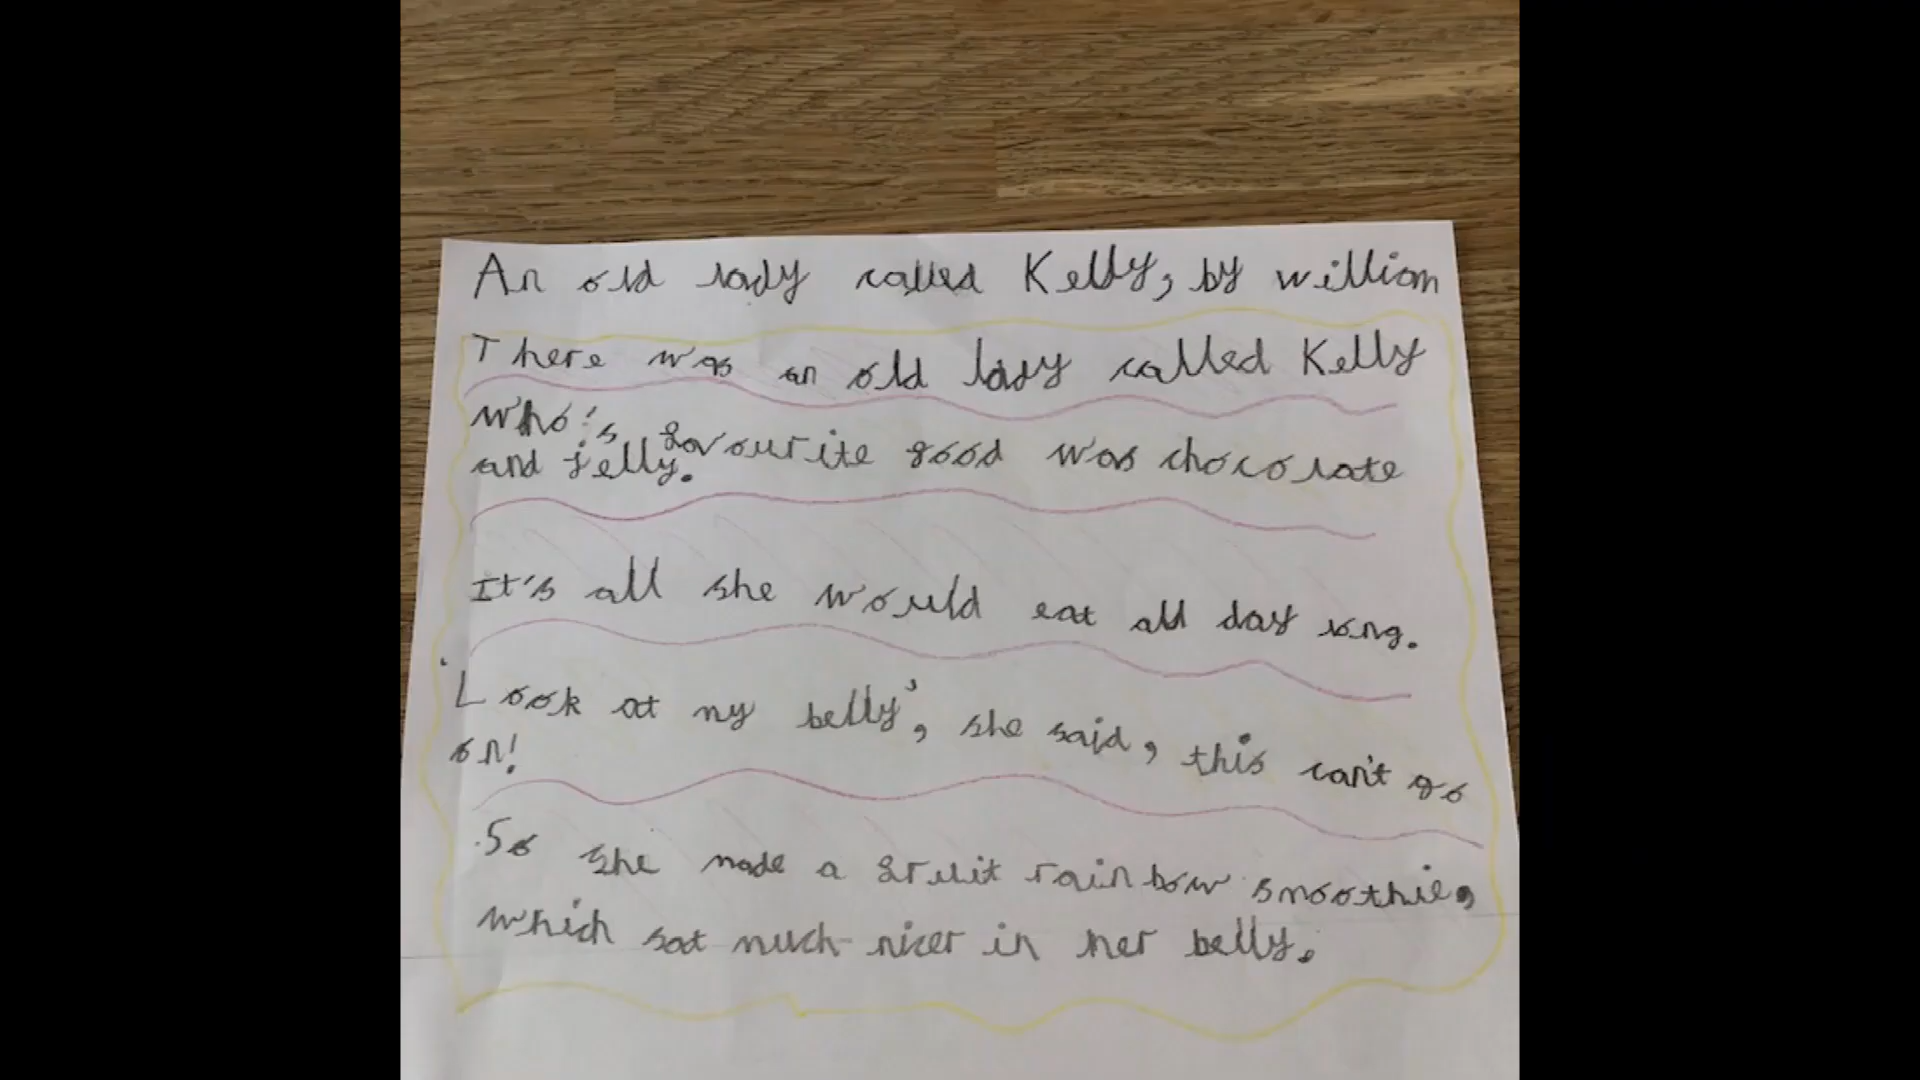 An old lady called Kelly, by william
There was an old lady called Kelly
who's favourite food was chocolate
and jelly.
It's all she would eat all day long.
'Look at my belly', she said, this can't go
on!
So she made a fruit rainbow smoothie,
which sat much nicer in her belly.